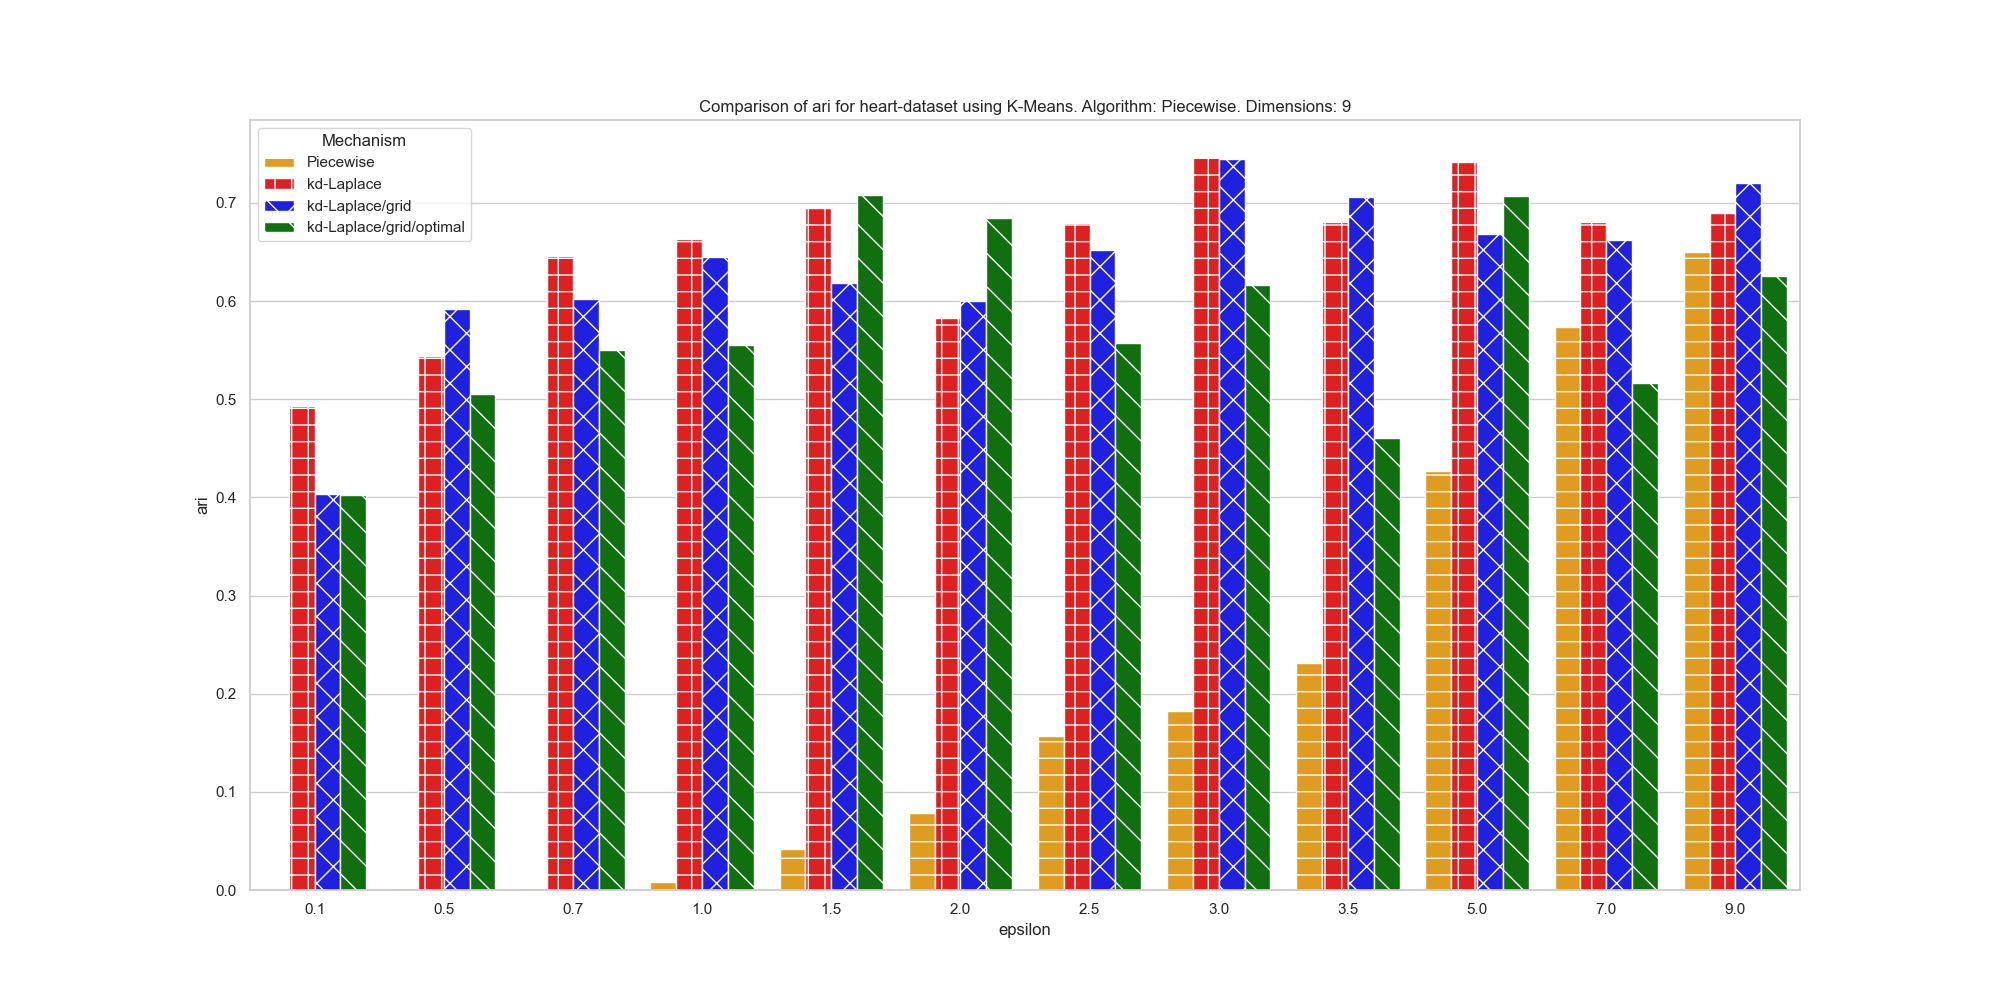 Comparison of ari for heart-dataset using K-Means. Algorithm: Piecewise. Dimensions: 9
Mechanism
Piecewise
kd-Laplace
kd-Laplace/grid
kd-Laplace/grid/optimal
ari
0.7
0.6
0.5
0.4
0.3
0.2
0.1
0.0
0.1 0.5 0.7 1.0 1.5 2.0 2.5 3.0 3.5 5.0 7.0 9.0
epsilon